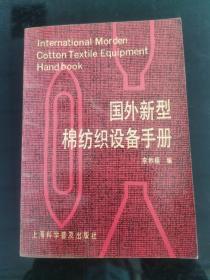 International Morden
Cotton Textile Equipment
Handbook
国外新型
棉纺织设备手册
编
上海科学普及出版社